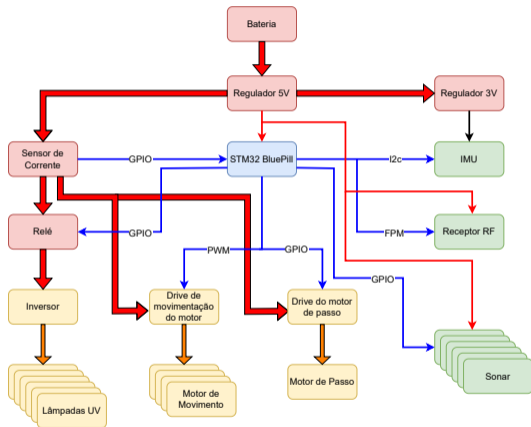 Bateria
Regulador 5V
Regulador 3V
Sensor de
Corrente
GPIO
STM32 BluePill
I2c
IMU
Relé
GPIO
FPM
Receptor RF
PWM
GPIO
GPIO
Inversor
Drive de
movimentação
do motor
Drive do motor
de passo
Lâmpadas UV
Motor de
Movimento
Motor de Passo
Sonar